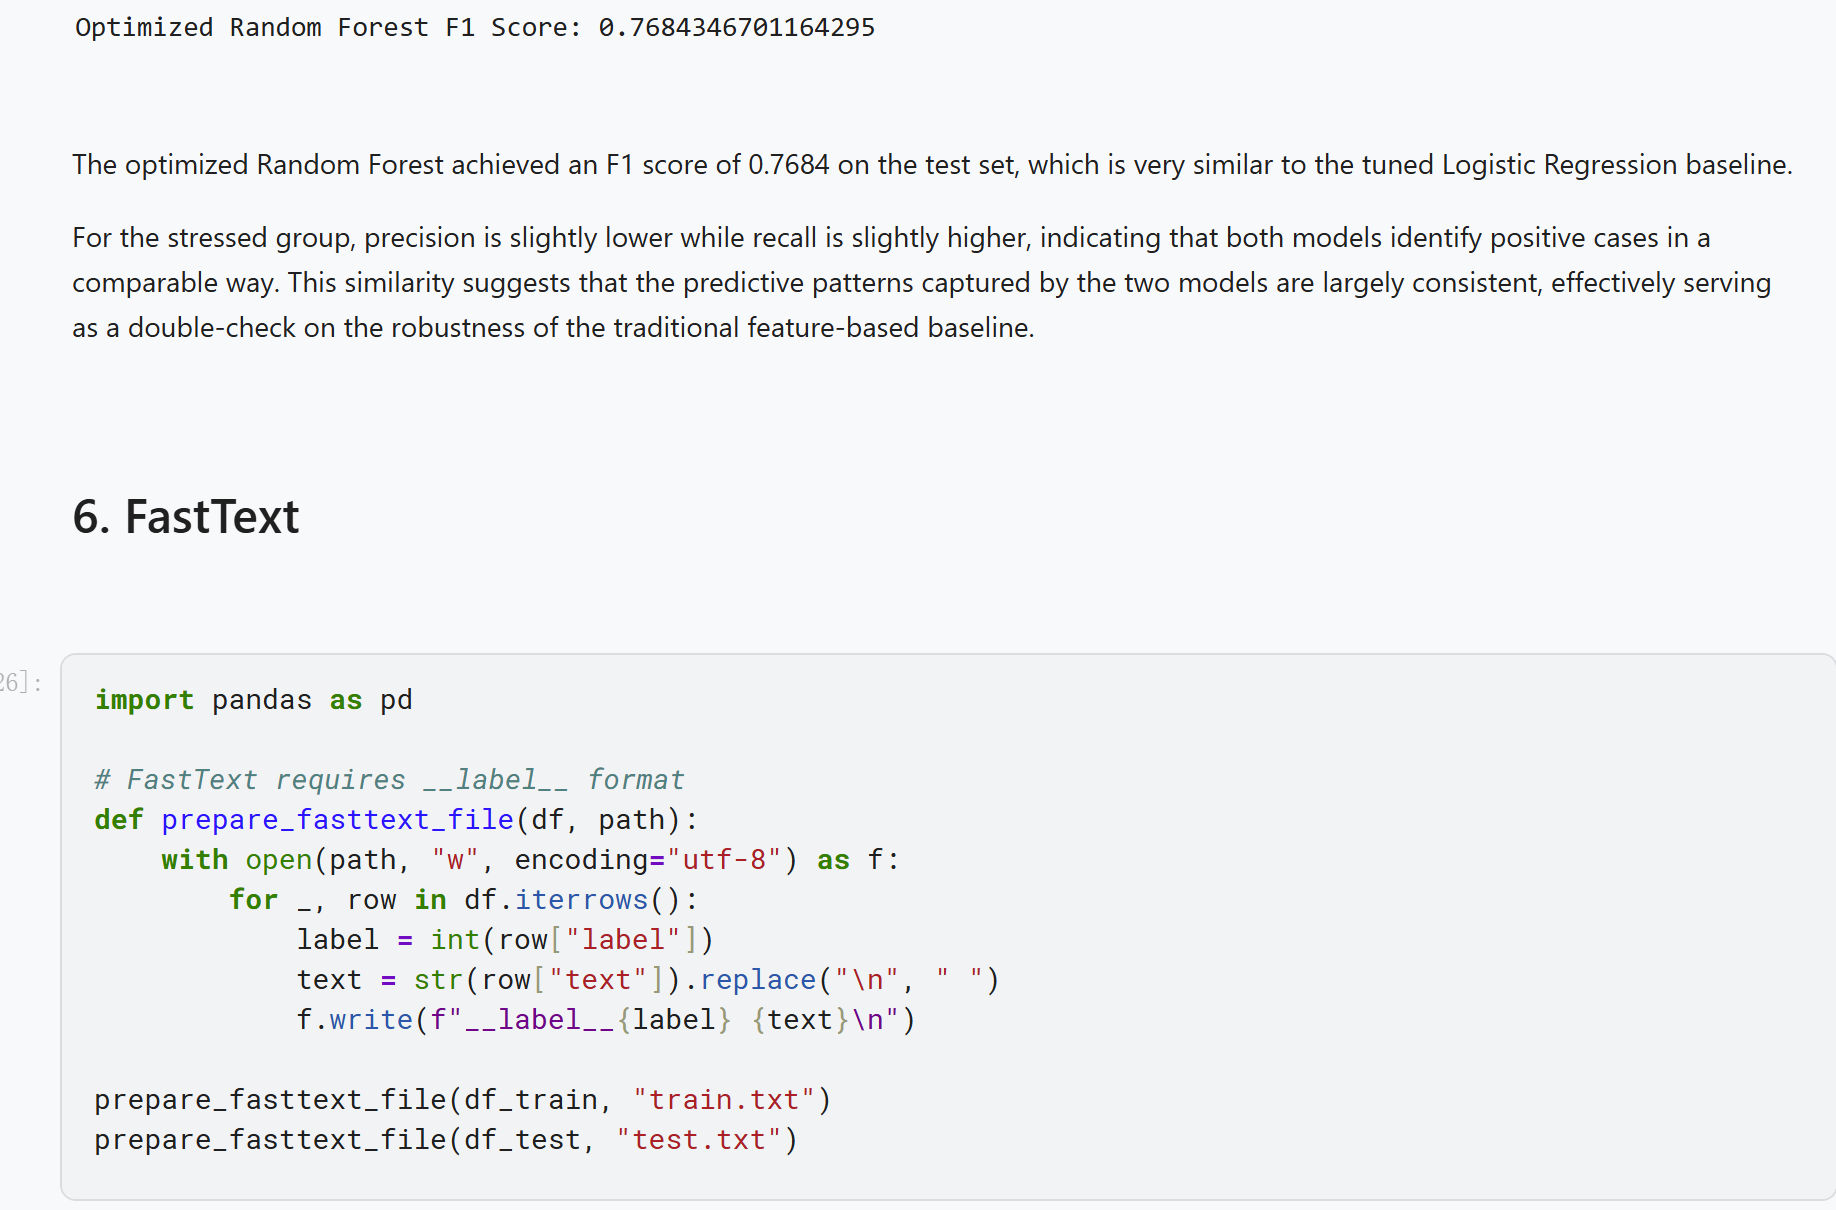 Optimized Random Forest F1 Score: 0.7684346701164295
The optimized Random Forest achieved an F1 score of 0.7684 on the test set, which is very similar to the tuned Logistic Regression baseline.
For the stressed group, precision is slightly lower while recall is slightly higher, indicating that both models identify positive cases in a
comparable way. This similarity suggests that the predictive patterns captured by the two models are largely consistent, effectively serving
as a double-check on the robustness of the traditional feature-based baseline.
6. FastText
26]:
import pandas as pd
# FastText requires __label__ format
def prepare_fasttext_file(df, path):
    with open(path, "w", encoding="utf-8") as f:
        for _, row in df.iterrows():
            label = int(row["label"])
            text = str(row["text"]).replace("\n", " ")
            f.write(f"__label__{label} {text}\n")
prepare_fasttext_file(df_train, "train.txt")
prepare_fasttext_file(df_test, "test.txt")